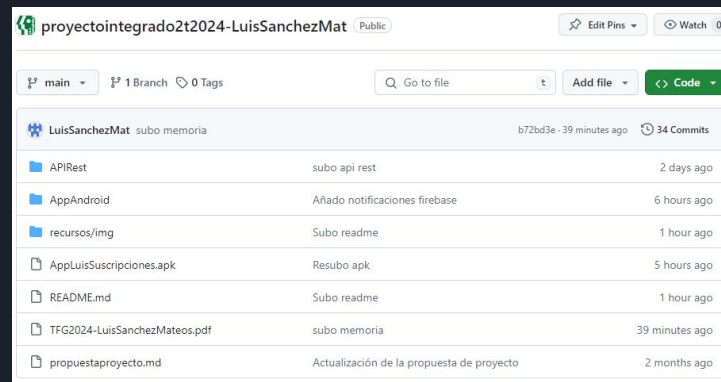 proyectointegrado2t2024-LuisSanchezMat Public Edit Pins Watch 0
main 1 Branch 0 Tags Go to file t Add file Code
LuisSanchezMat subo memoria b72bd3e · 39 minutes ago 34 Commits
APIRest subo api rest 2 days ago
AppAndroid Añado notificaciones firebase 6 hours ago
recursos/img Subo readme 1 hour ago
AppLuisSuscripciones.apk Resubo apk 5 hours ago
README.md Subo readme 1 hour ago
TFG2024-LuisSanchezMateos.pdf subo memoria 39 minutes ago
propuestaproyecto.md Actualización de la propuesta de proyecto 2 months ago